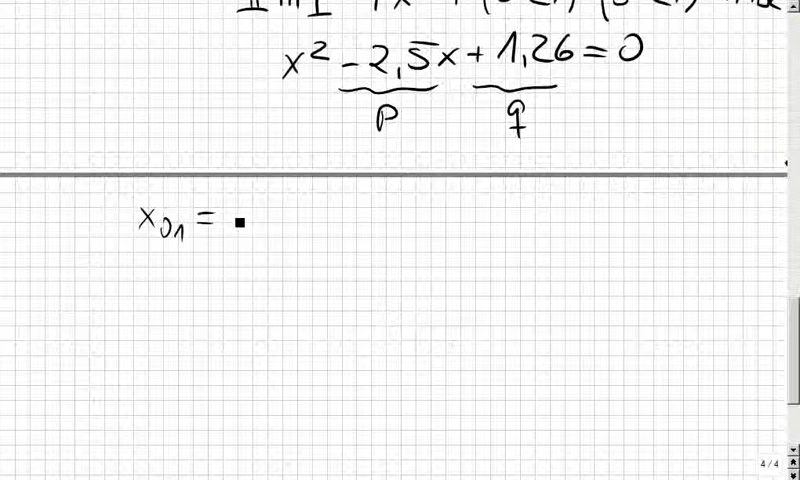 x² - 2,5x + 1,26 = 0
p q
x01 =
4 / 4